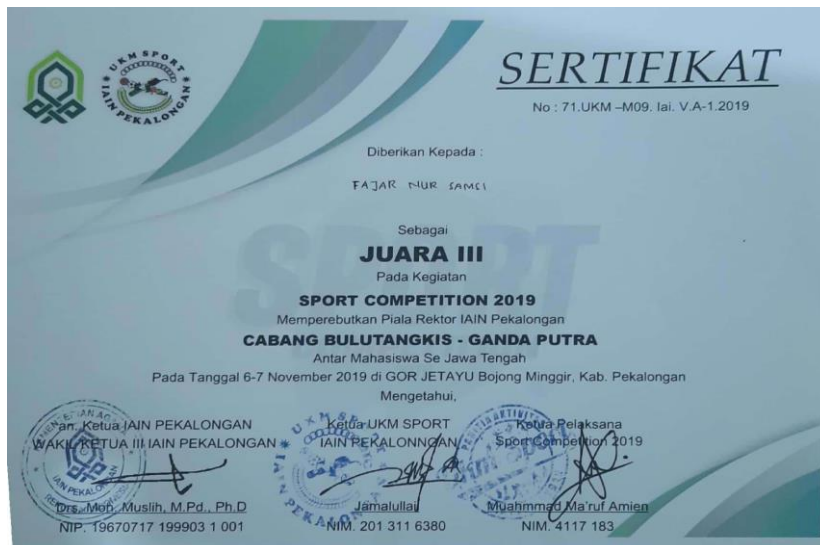 UKM SPORT
IAIN PEKALONGAN
SERTIFIKAT
No : 71.UKM –M09. Iai. V.A-1.2019
Diberikan Kepada :
FAJAR NUR SAMSI
Sebagai
JUARA III
Pada Kegiatan
SPORT COMPETITION 2019
Memperebutkan Piala Rektor IAIN Pekalongan
CABANG BULUTANGKIS - GANDA PUTRA
Antar Mahasiswa Se Jawa Tengah
Pada Tanggal 6-7 November 2019 di GOR JETAYU Bojong Minggir, Kab. Pekalongan
Mengetahui,
an. Ketua IAIN PEKALONGAN
WAKIL KETUA III IAIN PEKALONGAN
Drs. Moh. Muslih, M.Pd., Ph.D
NIP. 19670717 199903 1 001
Ketua UKM SPORT
IAIN PEKALONNGAN
Jamalullai
NIM. 201 311 6380
Ketua Pelaksana
Sport Competition 2019
Muahmmad Ma'ruf Amien
NIM. 4117 183